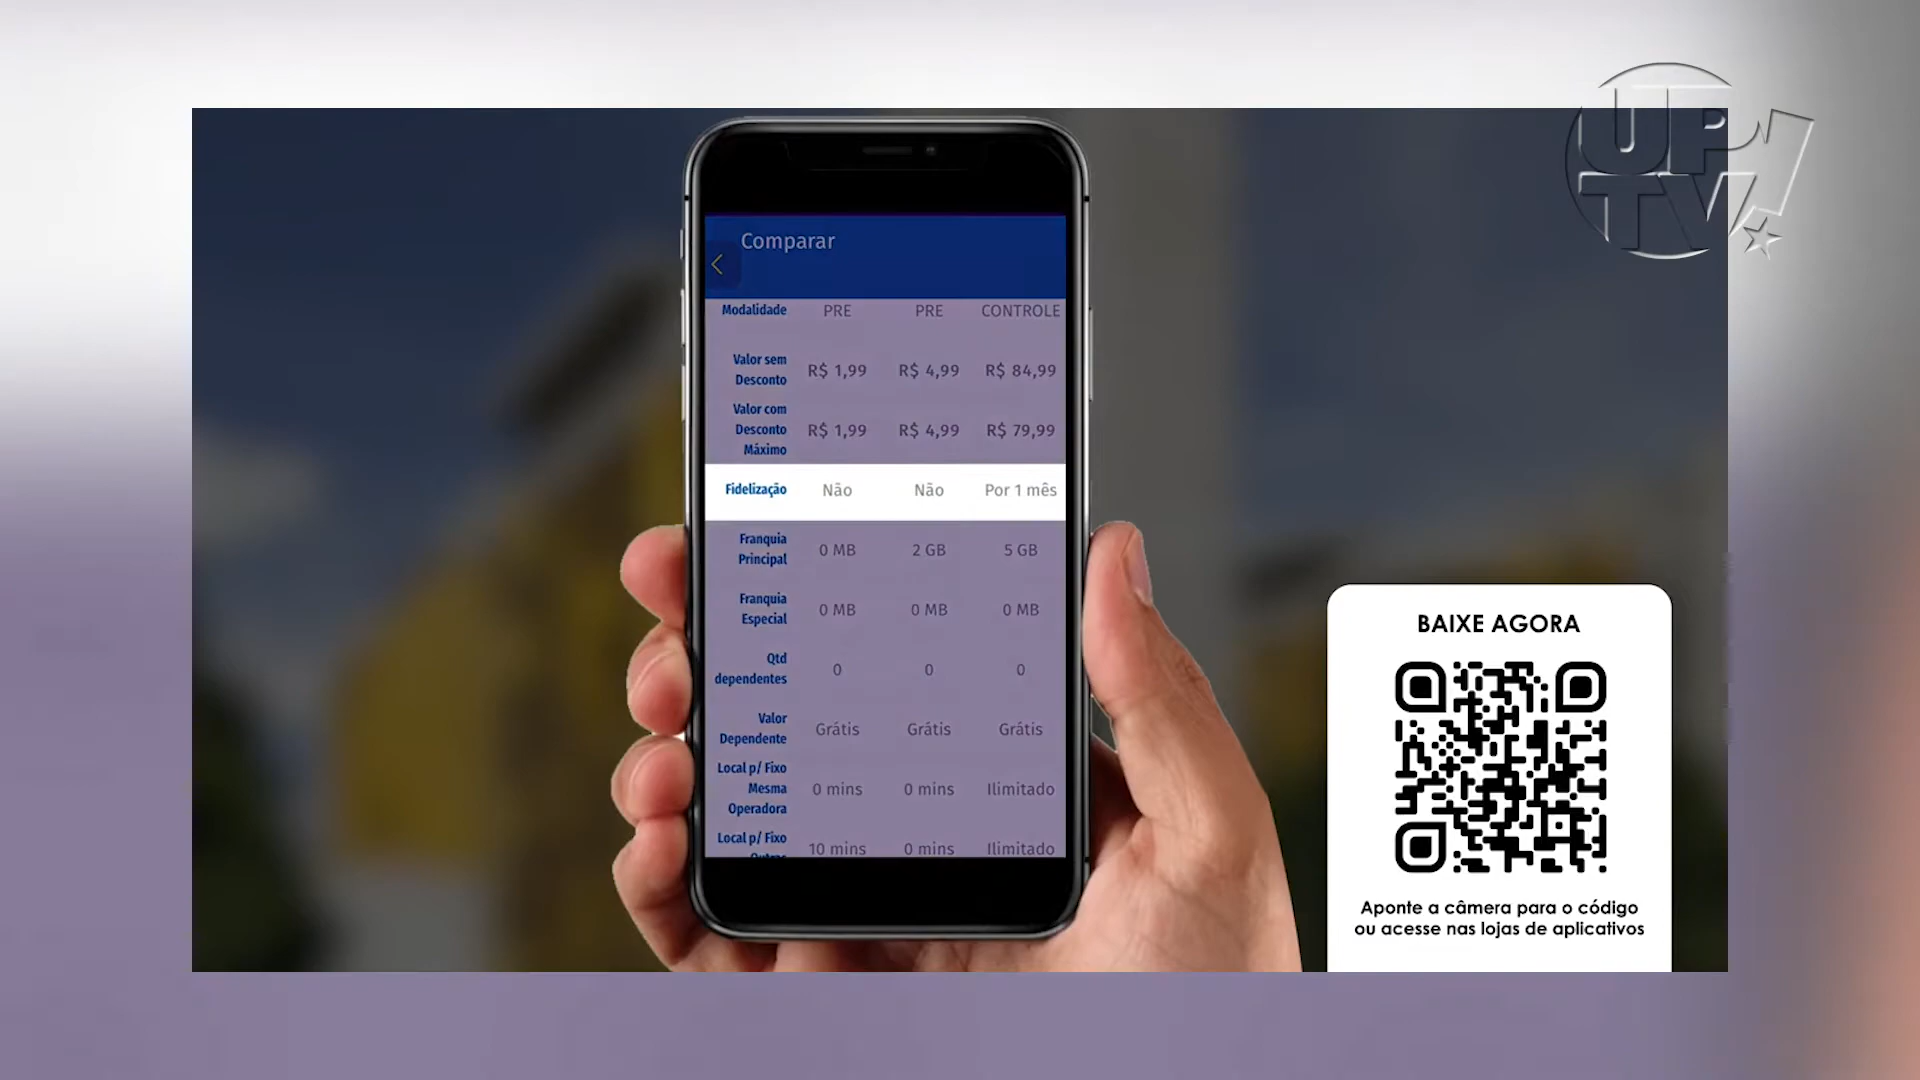 UP
TV!
Comparar
Modalidade PRE PRE CONTROLE
Valor sem
Desconto R$ 1,99 R$ 4,99 R$ 84,99
Valor com
Desconto
Máximo R$ 1,99 R$ 4,99 R$ 79,99
Fidelização Não Não Por 1 mês
Franquia
Principal 0 MB 2 GB 5 GB
Franquia
Especial 0 MB 0 MB 0 MB
Qtd
dependentes 0 0 0
Valor
Dependente Grátis Grátis Grátis
Local p/ Fixo
Mesma
Operadora 0 mins 0 mins Ilimitado
Local p/ Fixo
Outras 10 mins 0 mins Ilimitado
BAIXE AGORA
Aponte a câmera para o código
ou acesse nas lojas de aplicativos